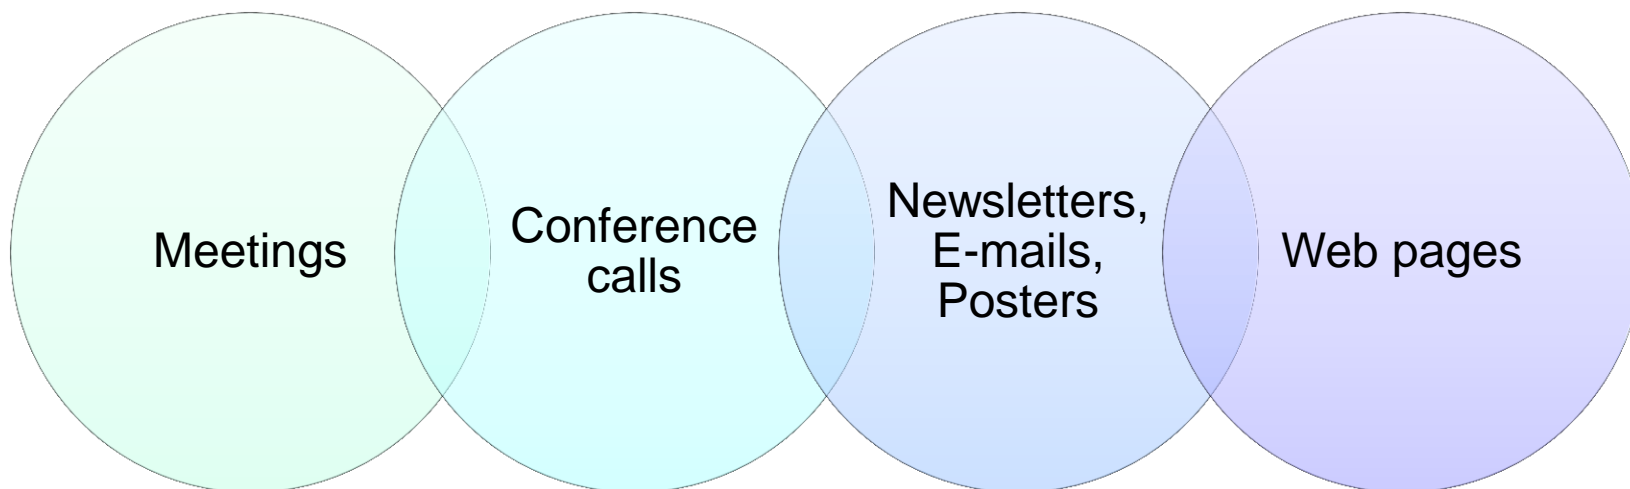 Meetings
Conference
calls
Newsletters,
E-mails,
Posters
Web pages